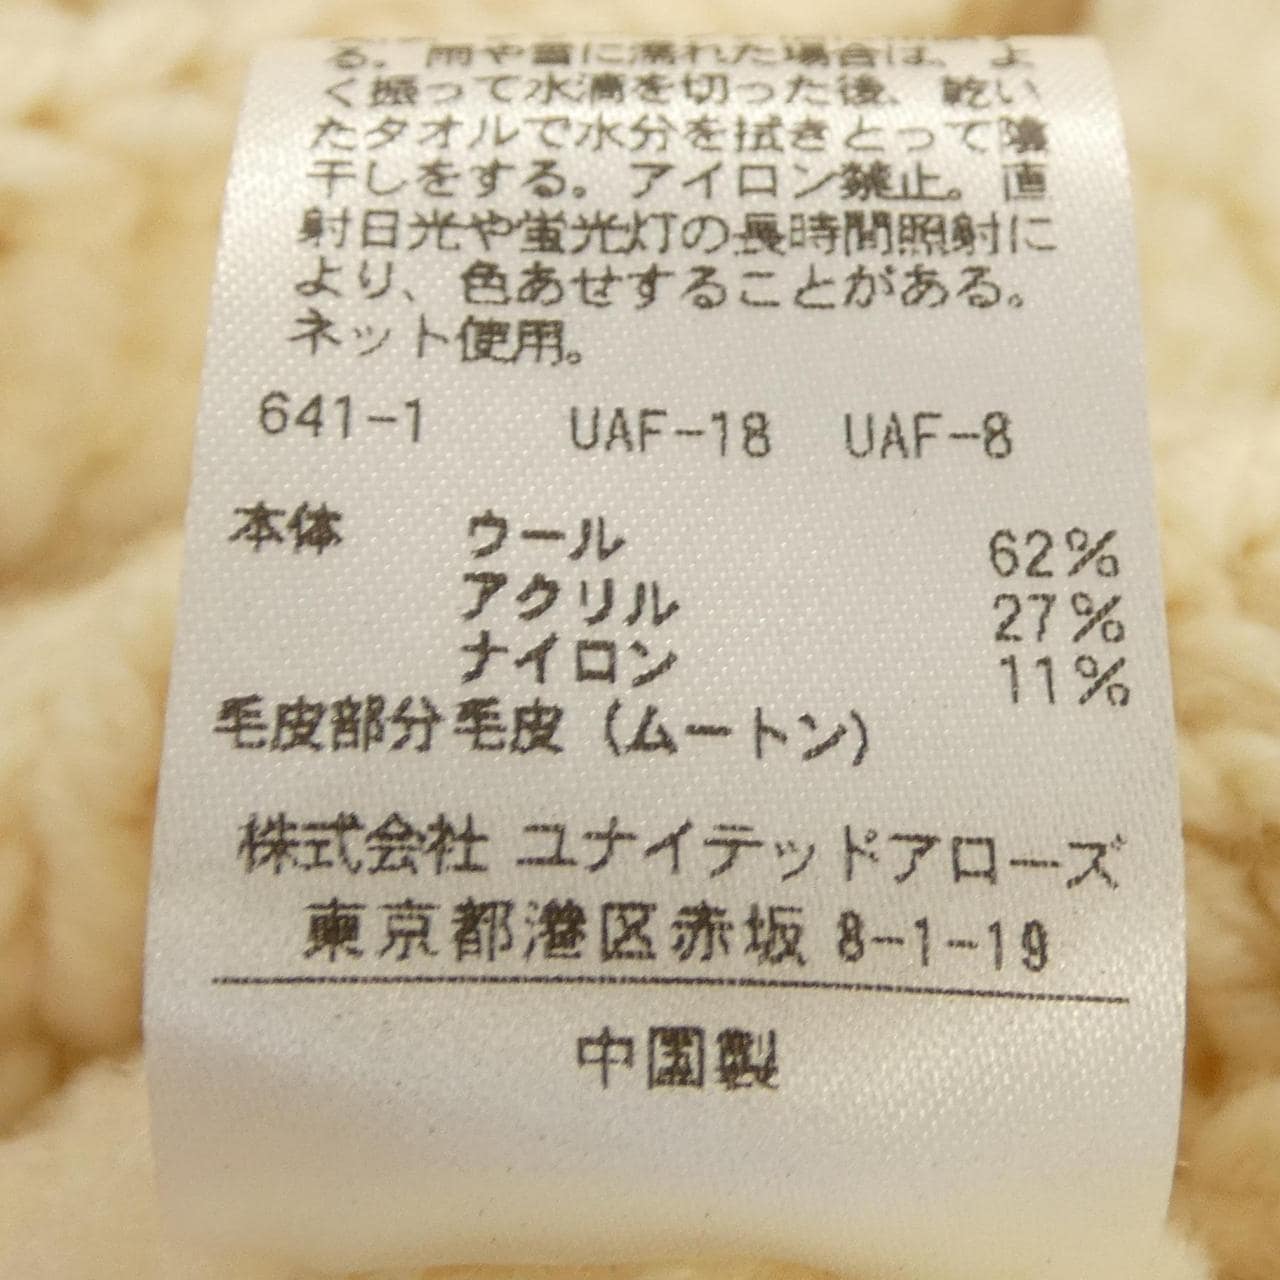 る。雨や雪に濡れた場合は、よ
く振って水滴を切った後、乾い
たタオルで水分を拭きとって陰
干しをする。アイロン禁止。直
射日光や蛍光灯の長時間照射に
より、色あせすることがある。
ネット使用。
641-1 UAF-18 UAF-8
本体 ウール 62%
アクリル 27%
ナイロン 11%
毛皮部分 毛皮（ムートン）
株式会社 ユナイテッドアローズ
東京都港区赤坂 8-1-19
中国製